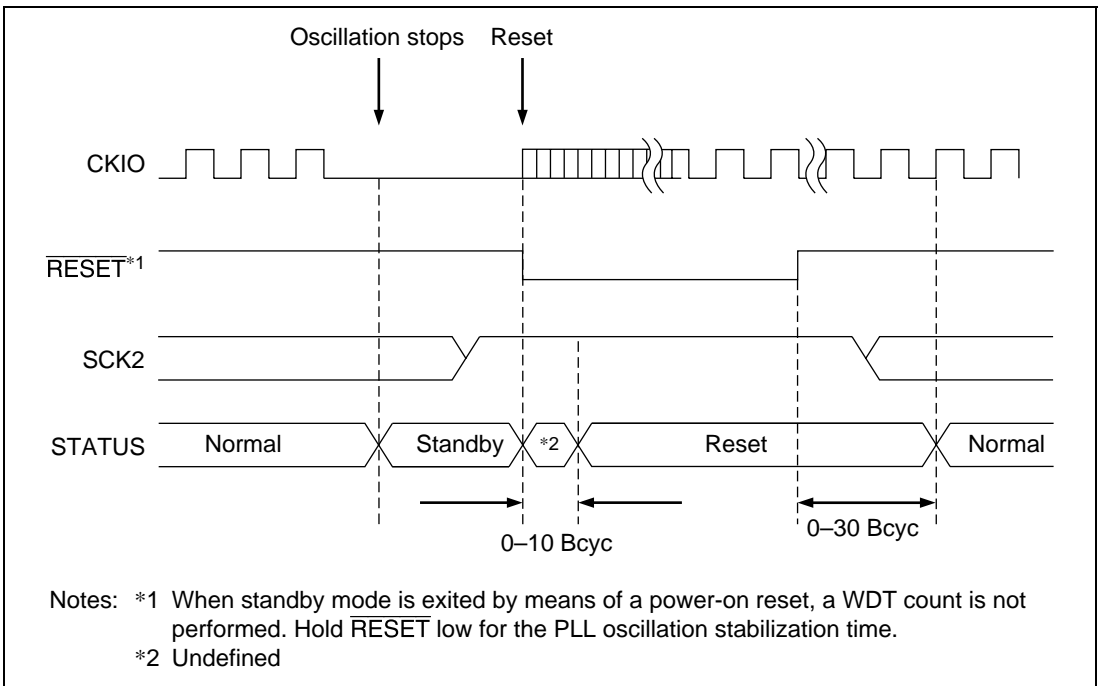 Oscillation stops Reset
CKIO
RESET*1
SCK2
STATUS Normal Standby *2 Reset Normal
0–10 Bcyc 0–30 Bcyc
Notes: *1 When standby mode is exited by means of a power-on reset, a WDT count is not
performed. Hold RESET low for the PLL oscillation stabilization time.
*2 Undefined